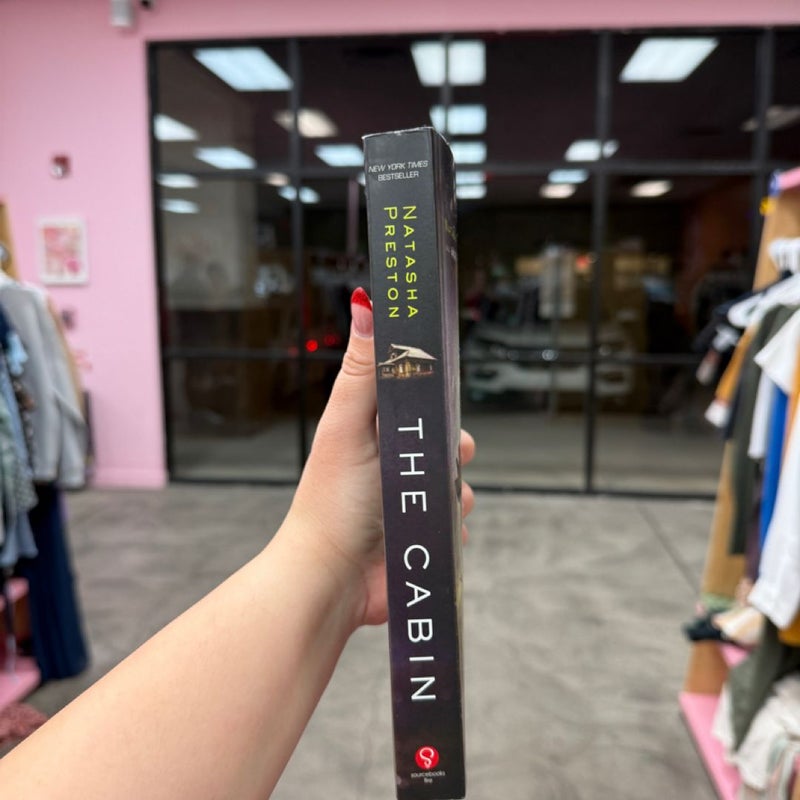 NEW YORK TIMES
BESTSELLER
NATASHA
PRESTON
THE CABIN
sourcebooks
fire